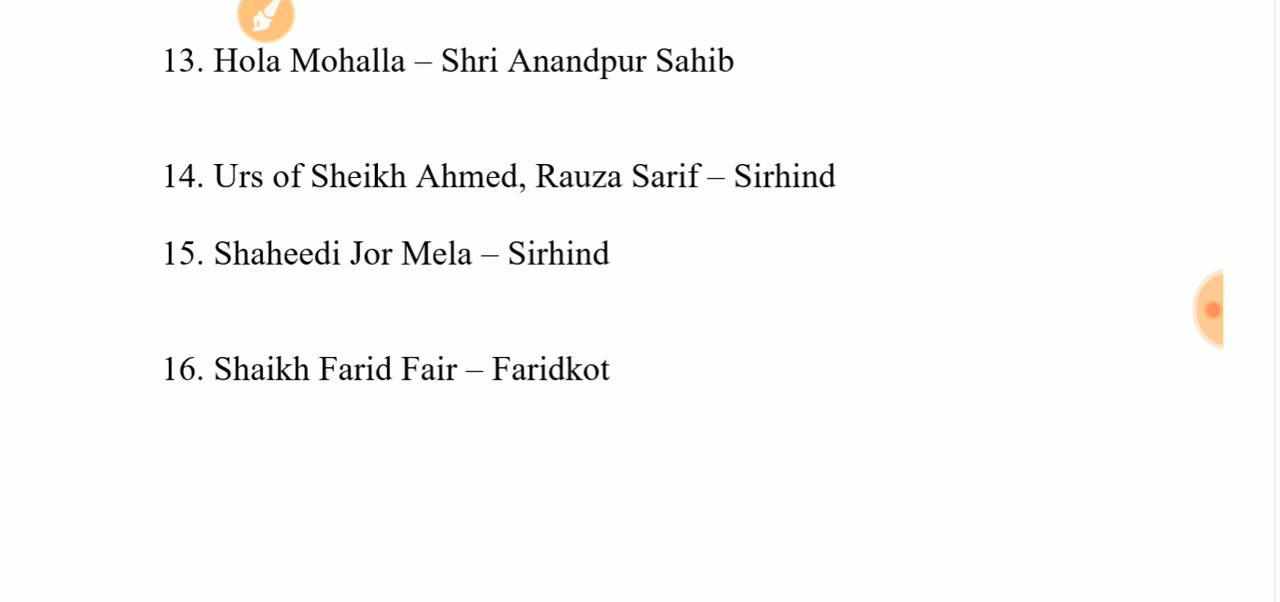 13. Hola Mohalla – Shri Anandpur Sahib
14. Urs of Sheikh Ahmed, Rauza Sarif – Sirhind
15. Shaheedi Jor Mela – Sirhind
16. Shaikh Farid Fair – Faridkot